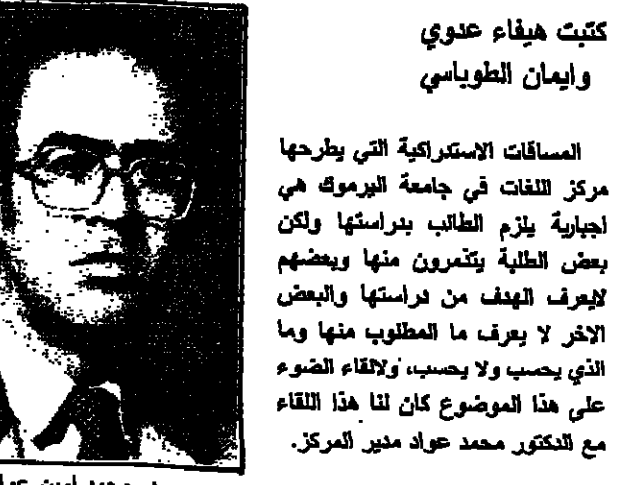 كتبت هيفاء عدوي
وايمان الطوباسي
المساقات الاستدراكية التي يطرحها
مركز اللغات في جامعة اليرموك هي
اجبارية يلزم الطالب بدراستها ولكن
بعض الطلبة يتذمرون منها وبعضهم
لايعرف الهدف من دراستها والبعض
الاخر لا يعرف ما المطلوب منها وما
الذي يحسب ولا يحسب، ولالقاء الضوء
على هذا الموضوع كان لنا هذا اللقاء
مع الدكتور محمد عواد مدير المركز.